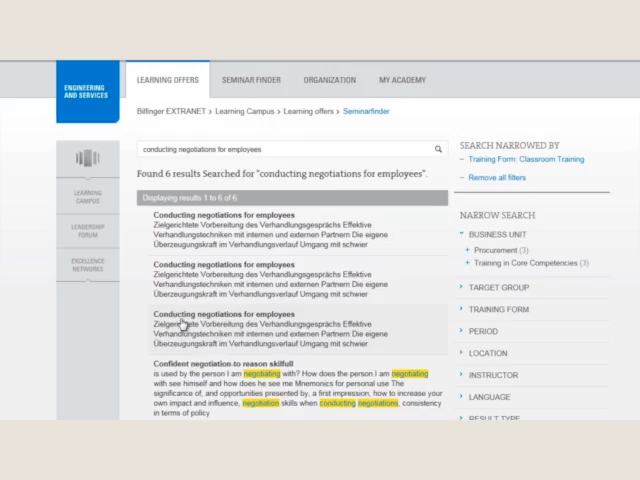 ENGINEERING
AND SERVICES
LEARNING OFFERS
SEMINAR FINDER
ORGANIZATION
MY ACADEMY
Bilfinger EXTRANET > Learning Campus > Learning offers > Seminarfinder
LEARNING
CAMPUS
LEADERSHIP
FORUM
EXCELLENCE
NETWORKS
conducting negotiations for employees
Found 6 results Searched for "conducting negotiations for employees".
Displaying results 1 to 6 of 6
Conducting negotiations for employees
Zielgerichtete Vorbereitung des Verhandlungsgesprächs Effektive
Verhandlungstechniken mit internen und externen Partnern Die eigene
Überzeugungskraft im Verhandlungsverlauf Umgang mit schwier
Conducting negotiations for employees
Zielgerichtete Vorbereitung des Verhandlungsgesprächs Effektive
Verhandlungstechniken mit internen und externen Partnern Die eigene
Überzeugungskraft im Verhandlungsverlauf Umgang mit schwier
Conducting negotiations for employees
Zielgerichtete Vorbereitung des Verhandlungsgesprächs Effektive
Verhandlungstechniken mit internen und externen Partnern Die eigene
Überzeugungskraft im Verhandlungsverlauf Umgang mit schwier
Confident negotiation-to reason skilfull
is used by the person I am negotiating with? How does the person I am negotiating
with see himself and how does he see me Mnemonics for personal use The
significance of, and opportunities presented by, a first impression, how to increase your
own impact and influence, negotiation skills when conducting negotiations, consistency
in terms of policy
SEARCH NARROWED BY
– Training Form: Classroom Training
– Remove all filters
NARROW SEARCH
BUSINESS UNIT
+ Procurement (3)
+ Training in Core Competencies (3)
TARGET GROUP
TRAINING FORM
PERIOD
LOCATION
INSTRUCTOR
LANGUAGE
RESULT TYPE